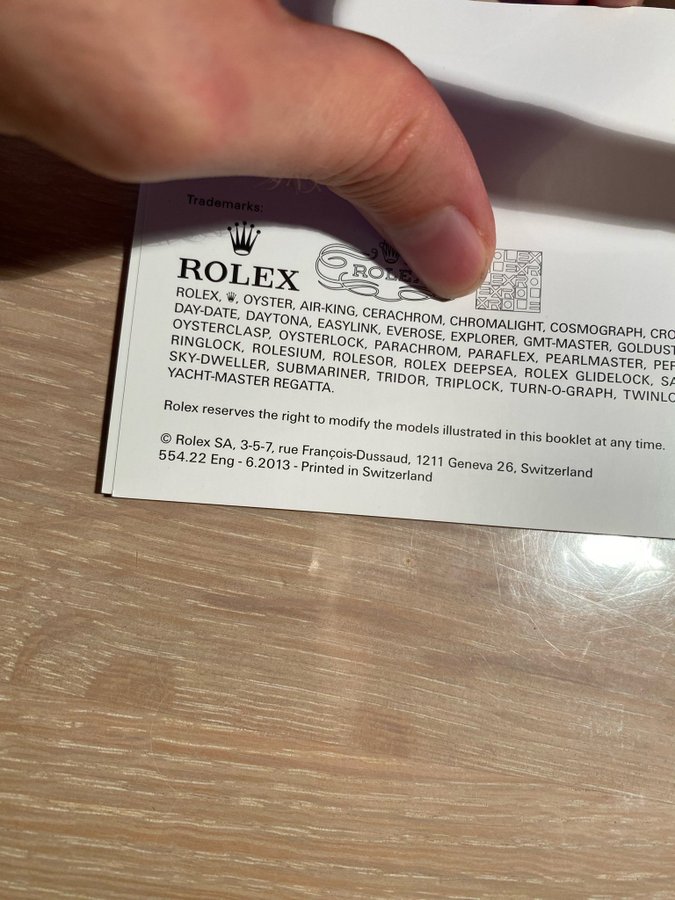 Trademarks:
ROLEX
ROLEX
ROLEX, , OYSTER, AIR-KING, CERACHROM, CHROMALIGHT, COSMOGRAPH,
DAY-DATE, DAYTONA, EASYLINK, EVEROSE, EXPLORER, GMT-MASTER,
OYSTERCLASP, OYSTERLOCK, PARACHROM, PARAFLEX, PEARLMASTER,
RINGLOCK, ROLESIUM, ROLESOR, ROLEX DEEPSEA, ROLEX GLIDELOCK,
SKY-DWELLER, SUBMARINER, TRIDOR, TRIPLOCK, TURN-O-GRAPH,
YACHT-MASTER REGATTA.
Rolex reserves the right to modify the models illustrated in this booklet at any time.
© Rolex SA, 3-5-7, rue François-Dussaud, 1211 Geneva 26, Switzerland
554.22 Eng - 6.2013 - Printed in Switzerland